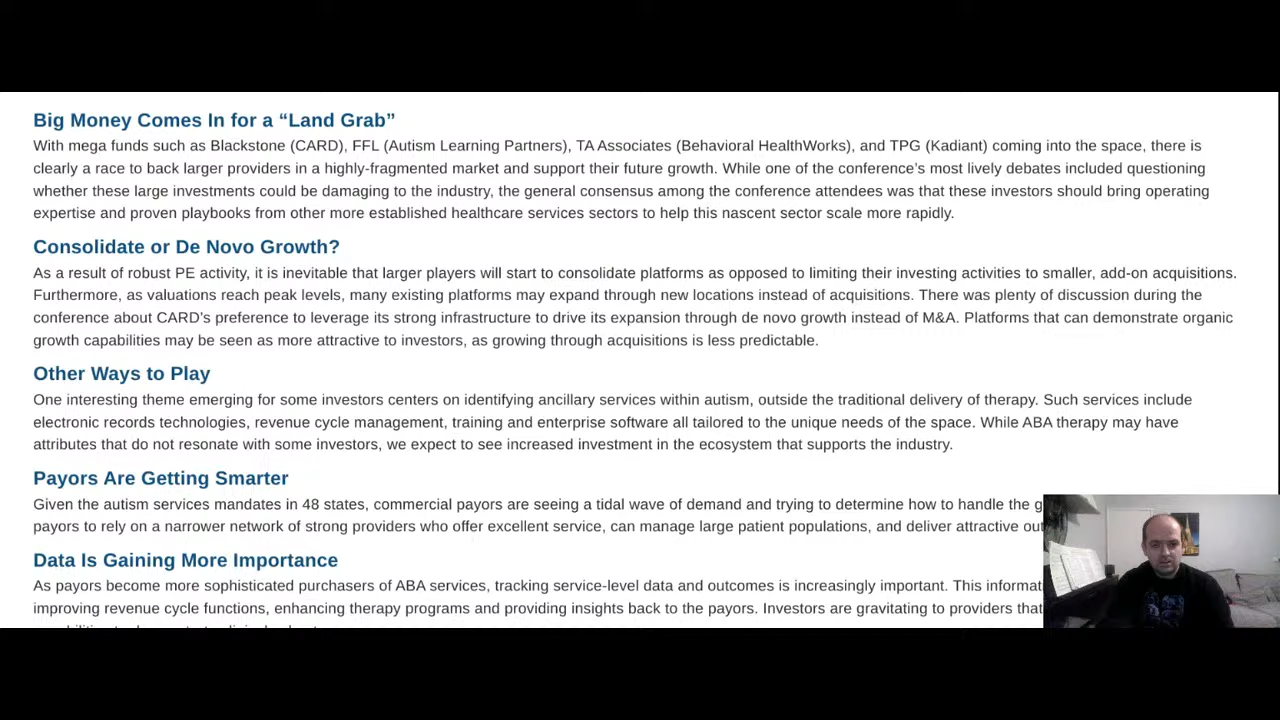 Big Money Comes In for a “Land Grab”
With mega funds such as Blackstone (CARD), FFL (Autism Learning Partners), TA Associates (Behavioral HealthWorks), and TPG (Kadiant) coming into the space, there is
clearly a race to back larger providers in a highly-fragmented market and support their future growth. While one of the conference’s most lively debates included questioning
whether these large investments could be damaging to the industry, the general consensus among the conference attendees was that these investors should bring operating
expertise and proven playbooks from other more established healthcare services sectors to help this nascent sector scale more rapidly.
Consolidate or De Novo Growth?
As a result of robust PE activity, it is inevitable that larger players will start to consolidate platforms as opposed to limiting their investing activities to smaller, add-on acquisitions.
Furthermore, as valuations reach peak levels, many existing platforms may expand through new locations instead of acquisitions. There was plenty of discussion during the
conference about CARD’s preference to leverage its strong infrastructure to drive its expansion through de novo growth instead of M&A. Platforms that can demonstrate organic
growth capabilities may be seen as more attractive to investors, as growing through acquisitions is less predictable.
Other Ways to Play
One interesting theme emerging for some investors centers on identifying ancillary services within autism, outside the traditional delivery of therapy. Such services include
electronic records technologies, revenue cycle management, training and enterprise software all tailored to the unique needs of the space. While ABA therapy may have
attributes that do not resonate with some investors, we expect to see increased investment in the ecosystem that supports the industry.
Payors Are Getting Smarter
Given the autism services mandates in 48 states, commercial payors are seeing a tidal wave of demand and trying to determine how to handle the
payors to rely on a narrower network of strong providers who offer excellent service, can manage large patient populations, and deliver attractive
Data Is Gaining More Importance
As payors become more sophisticated purchasers of ABA services, tracking service-level data and outcomes is increasingly important. This
improving revenue cycle functions, enhancing therapy programs and providing insights back to the payors. Investors are gravitating to providers that